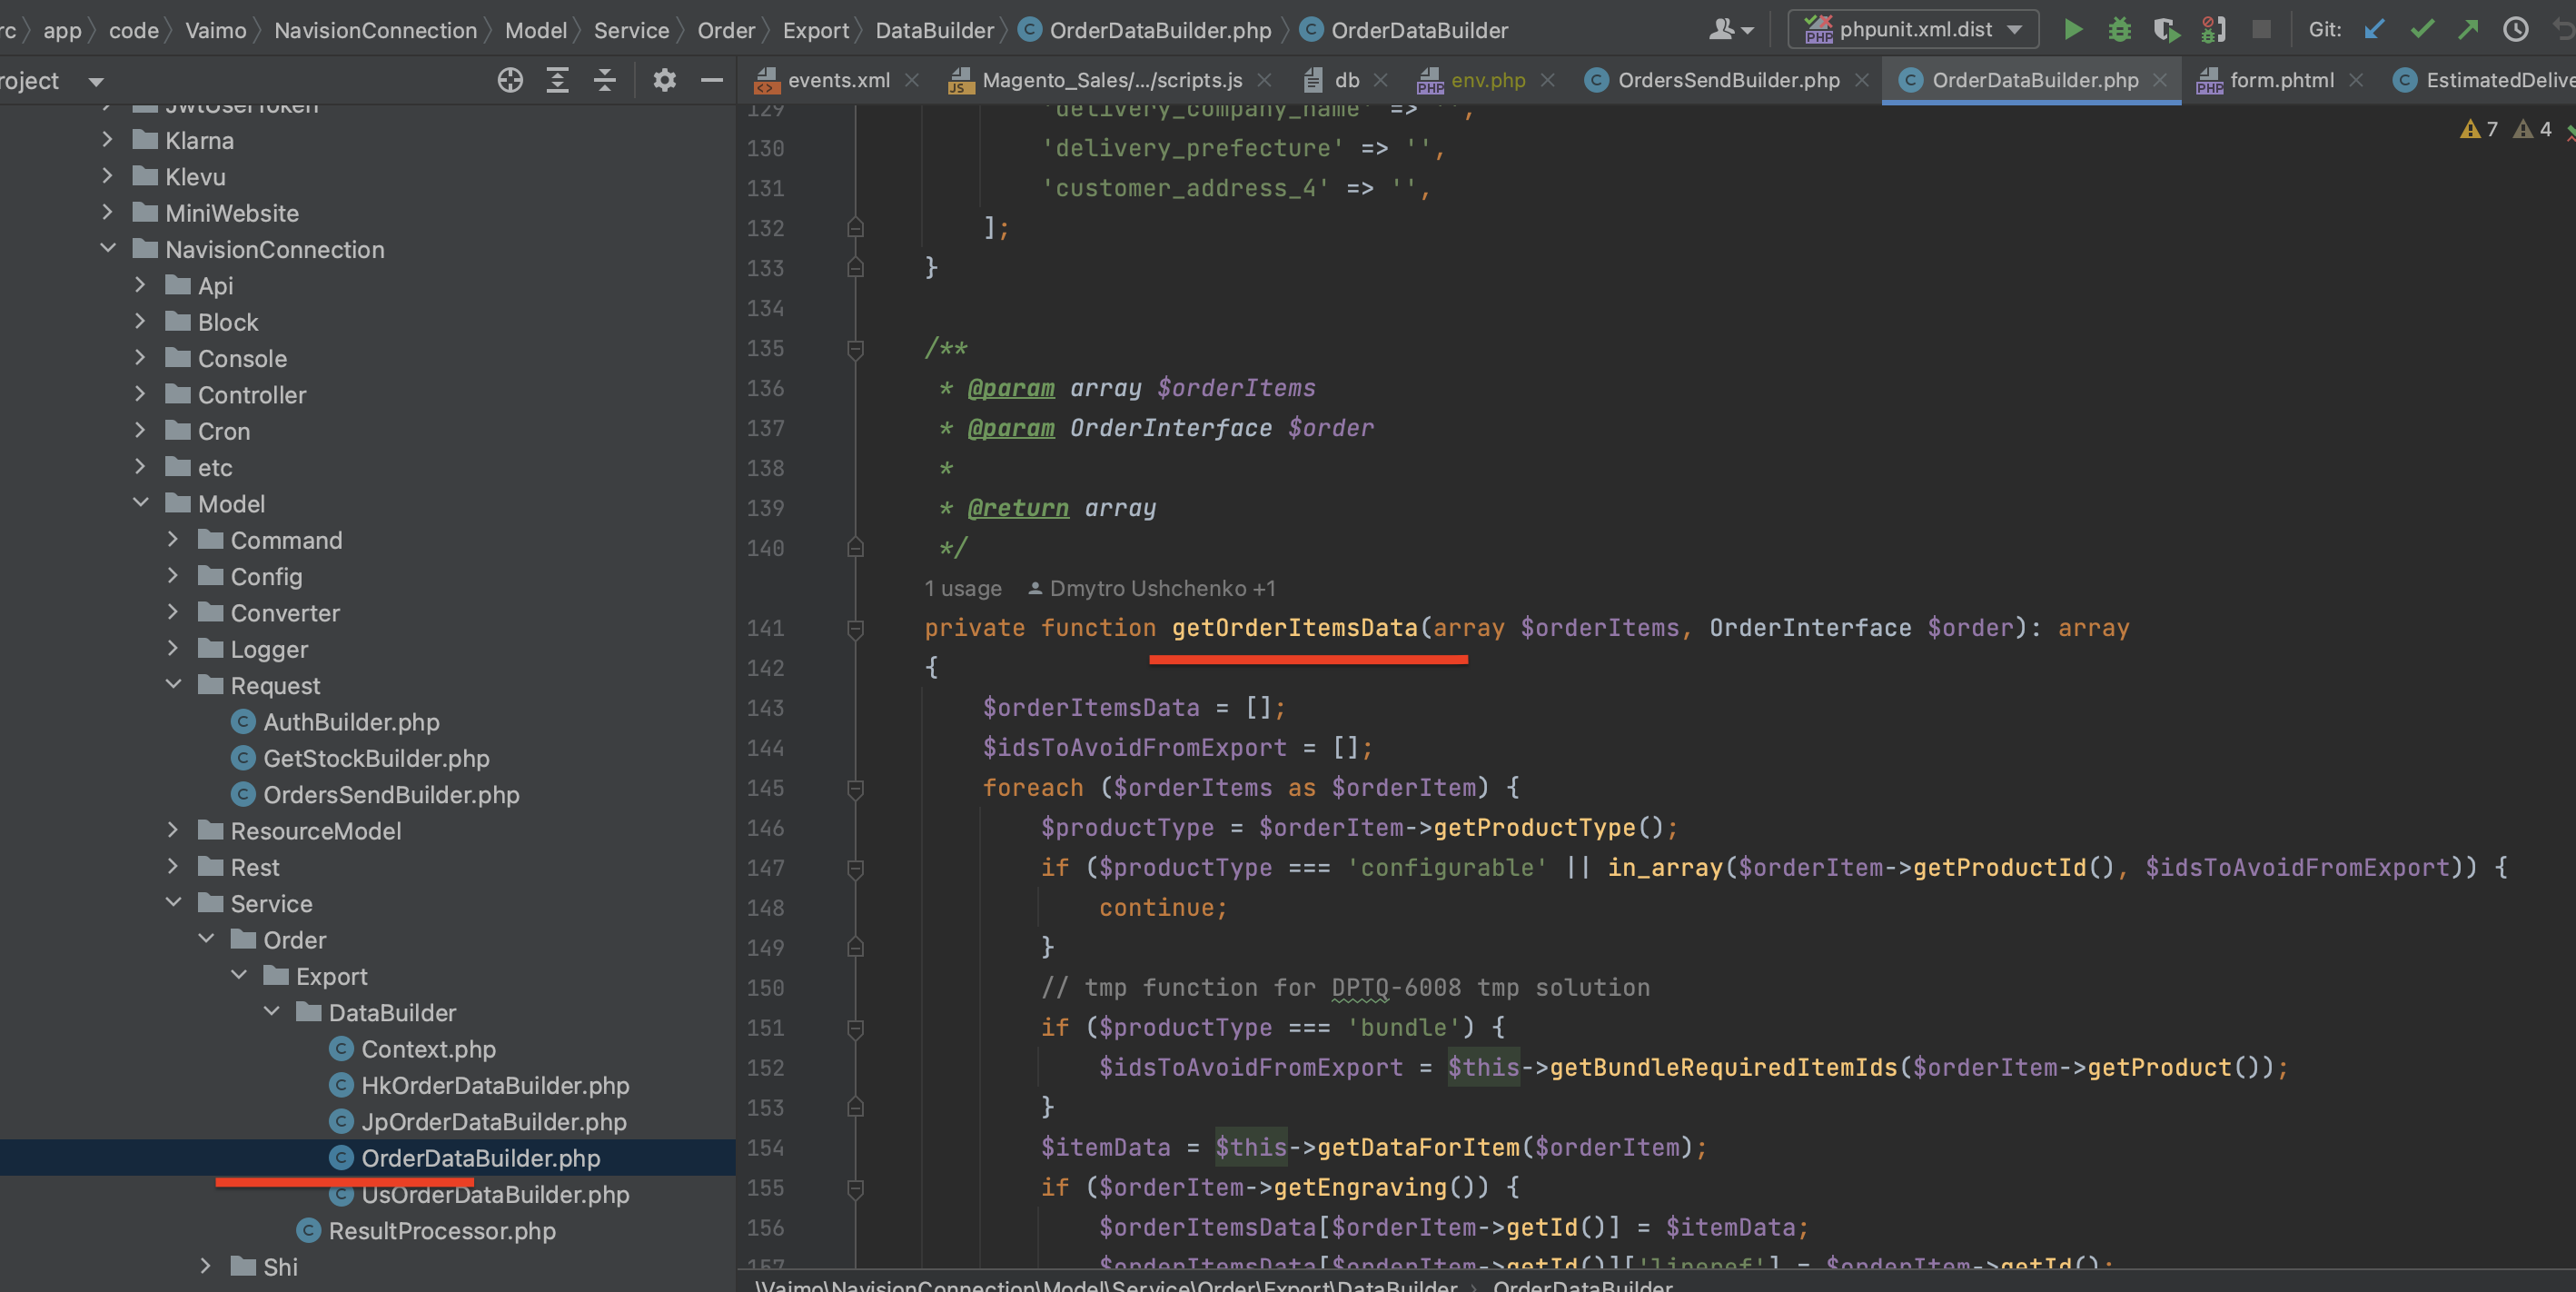 rc app code Vaimo NavisionConnection Model Service Order Export DataBuilder OrderDataBuilder.php OrderDataBuilder phpunit.xml.dist Git:
roject events.xml Magento_Sales/.../scripts.js db env.php OrdersSendBuilder.php OrderDataBuilder.php form.phtml EstimatedDelive
JwtUserToken
Klarna
Klevu
MiniWebsite
NavisionConnection
Api
Block
Console
Controller
Cron
etc
Model
Command
Config
Converter
Logger
Request
AuthBuilder.php
GetStockBuilder.php
OrdersSendBuilder.php
ResourceModel
Rest
Service
Order
Export
DataBuilder
Context.php
HkOrderDataBuilder.php
JpOrderDataBuilder.php
OrderDataBuilder.php
UsOrderDataBuilder.php
ResultProcessor.php
Shi
7 4
129 'delivery_company_name' => '',
130 'delivery_prefecture' => '',
131 'customer_address_4' => '',
132 ];
133 }
134
135 /**
136 * @param array $orderItems
137 * @param OrderInterface $order
138 *
139 * @return array
140 */
1 usage Dmytro Ushchenko +1
141 private function getOrderItemsData(array $orderItems, OrderInterface $order): array
142 {
143 $orderItemsData = [];
144 $idsToAvoidFromExport = [];
145 foreach ($orderItems as $orderItem) {
146 $productType = $orderItem->getProductType();
147 if ($productType === 'configurable' || in_array($orderItem->getProductId(), $idsToAvoidFromExport)) {
148 continue;
149 }
150 // tmp function for DPTQ-6008 tmp solution
151 if ($productType === 'bundle') {
152 $idsToAvoidFromExport = $this->getBundleRequiredItemIds($orderItem->getProduct());
153 }
154 $itemData = $this->getDataForItem($orderItem);
155 if ($orderItem->getEngraving()) {
156 $orderItemsData[$orderItem->getId()] = $itemData;
157 $orderItemsData[$orderItem->getId()]['lineref'] = $orderItem->getId();
\Vaimo\NavisionConnection\Model\Service\Order\Export\DataBuilder OrderDataBuilder